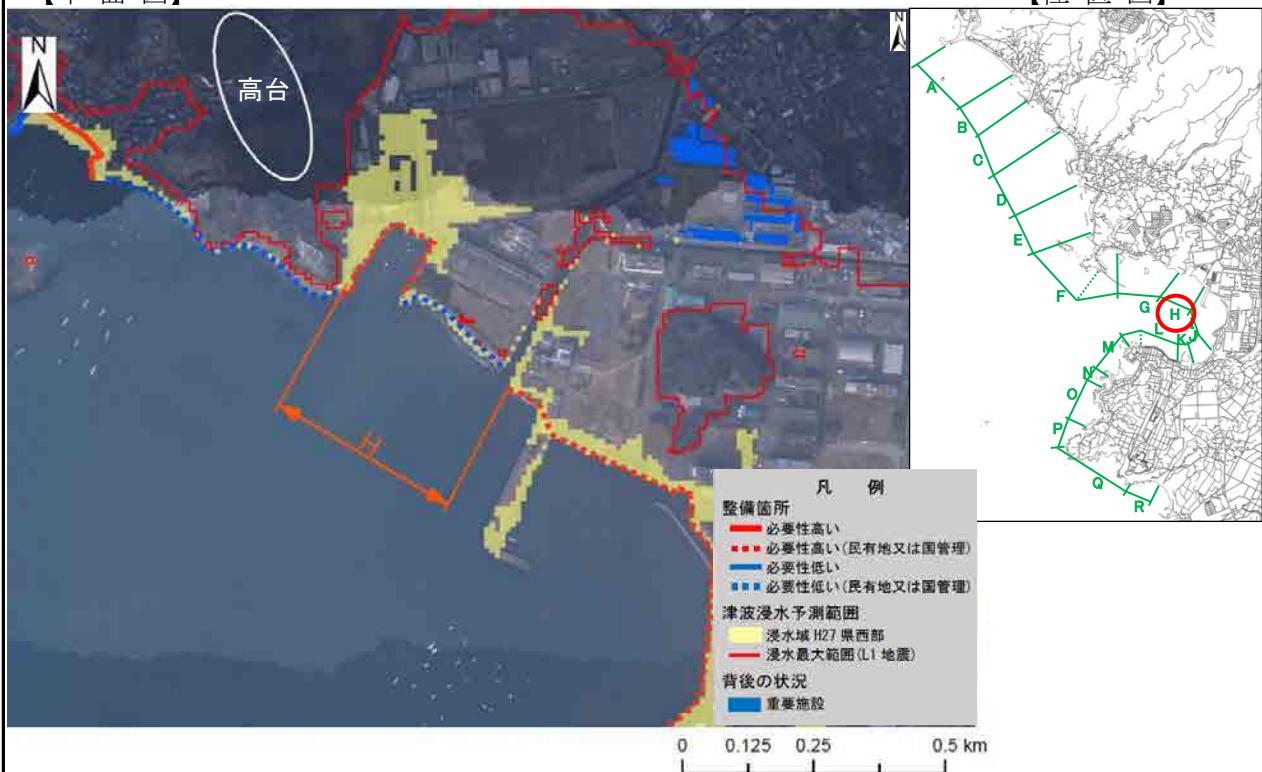 【平 面 図】
【位 置 図】
N
高台
H
N
A
B
C
D
E
F
G
H
L
K
J
M
N
O
P
Q
R
凡 例
整備箇所
必要性高い
必要性高い(民有地又は国管理)
必要性低い
必要性低い(民有地又は国管理)
津波浸水予測範囲
浸水域 H27 県西部
浸水最大範囲(L1 地震)
背後の状況
重要施設
0 0.125 0.25 0.5 km